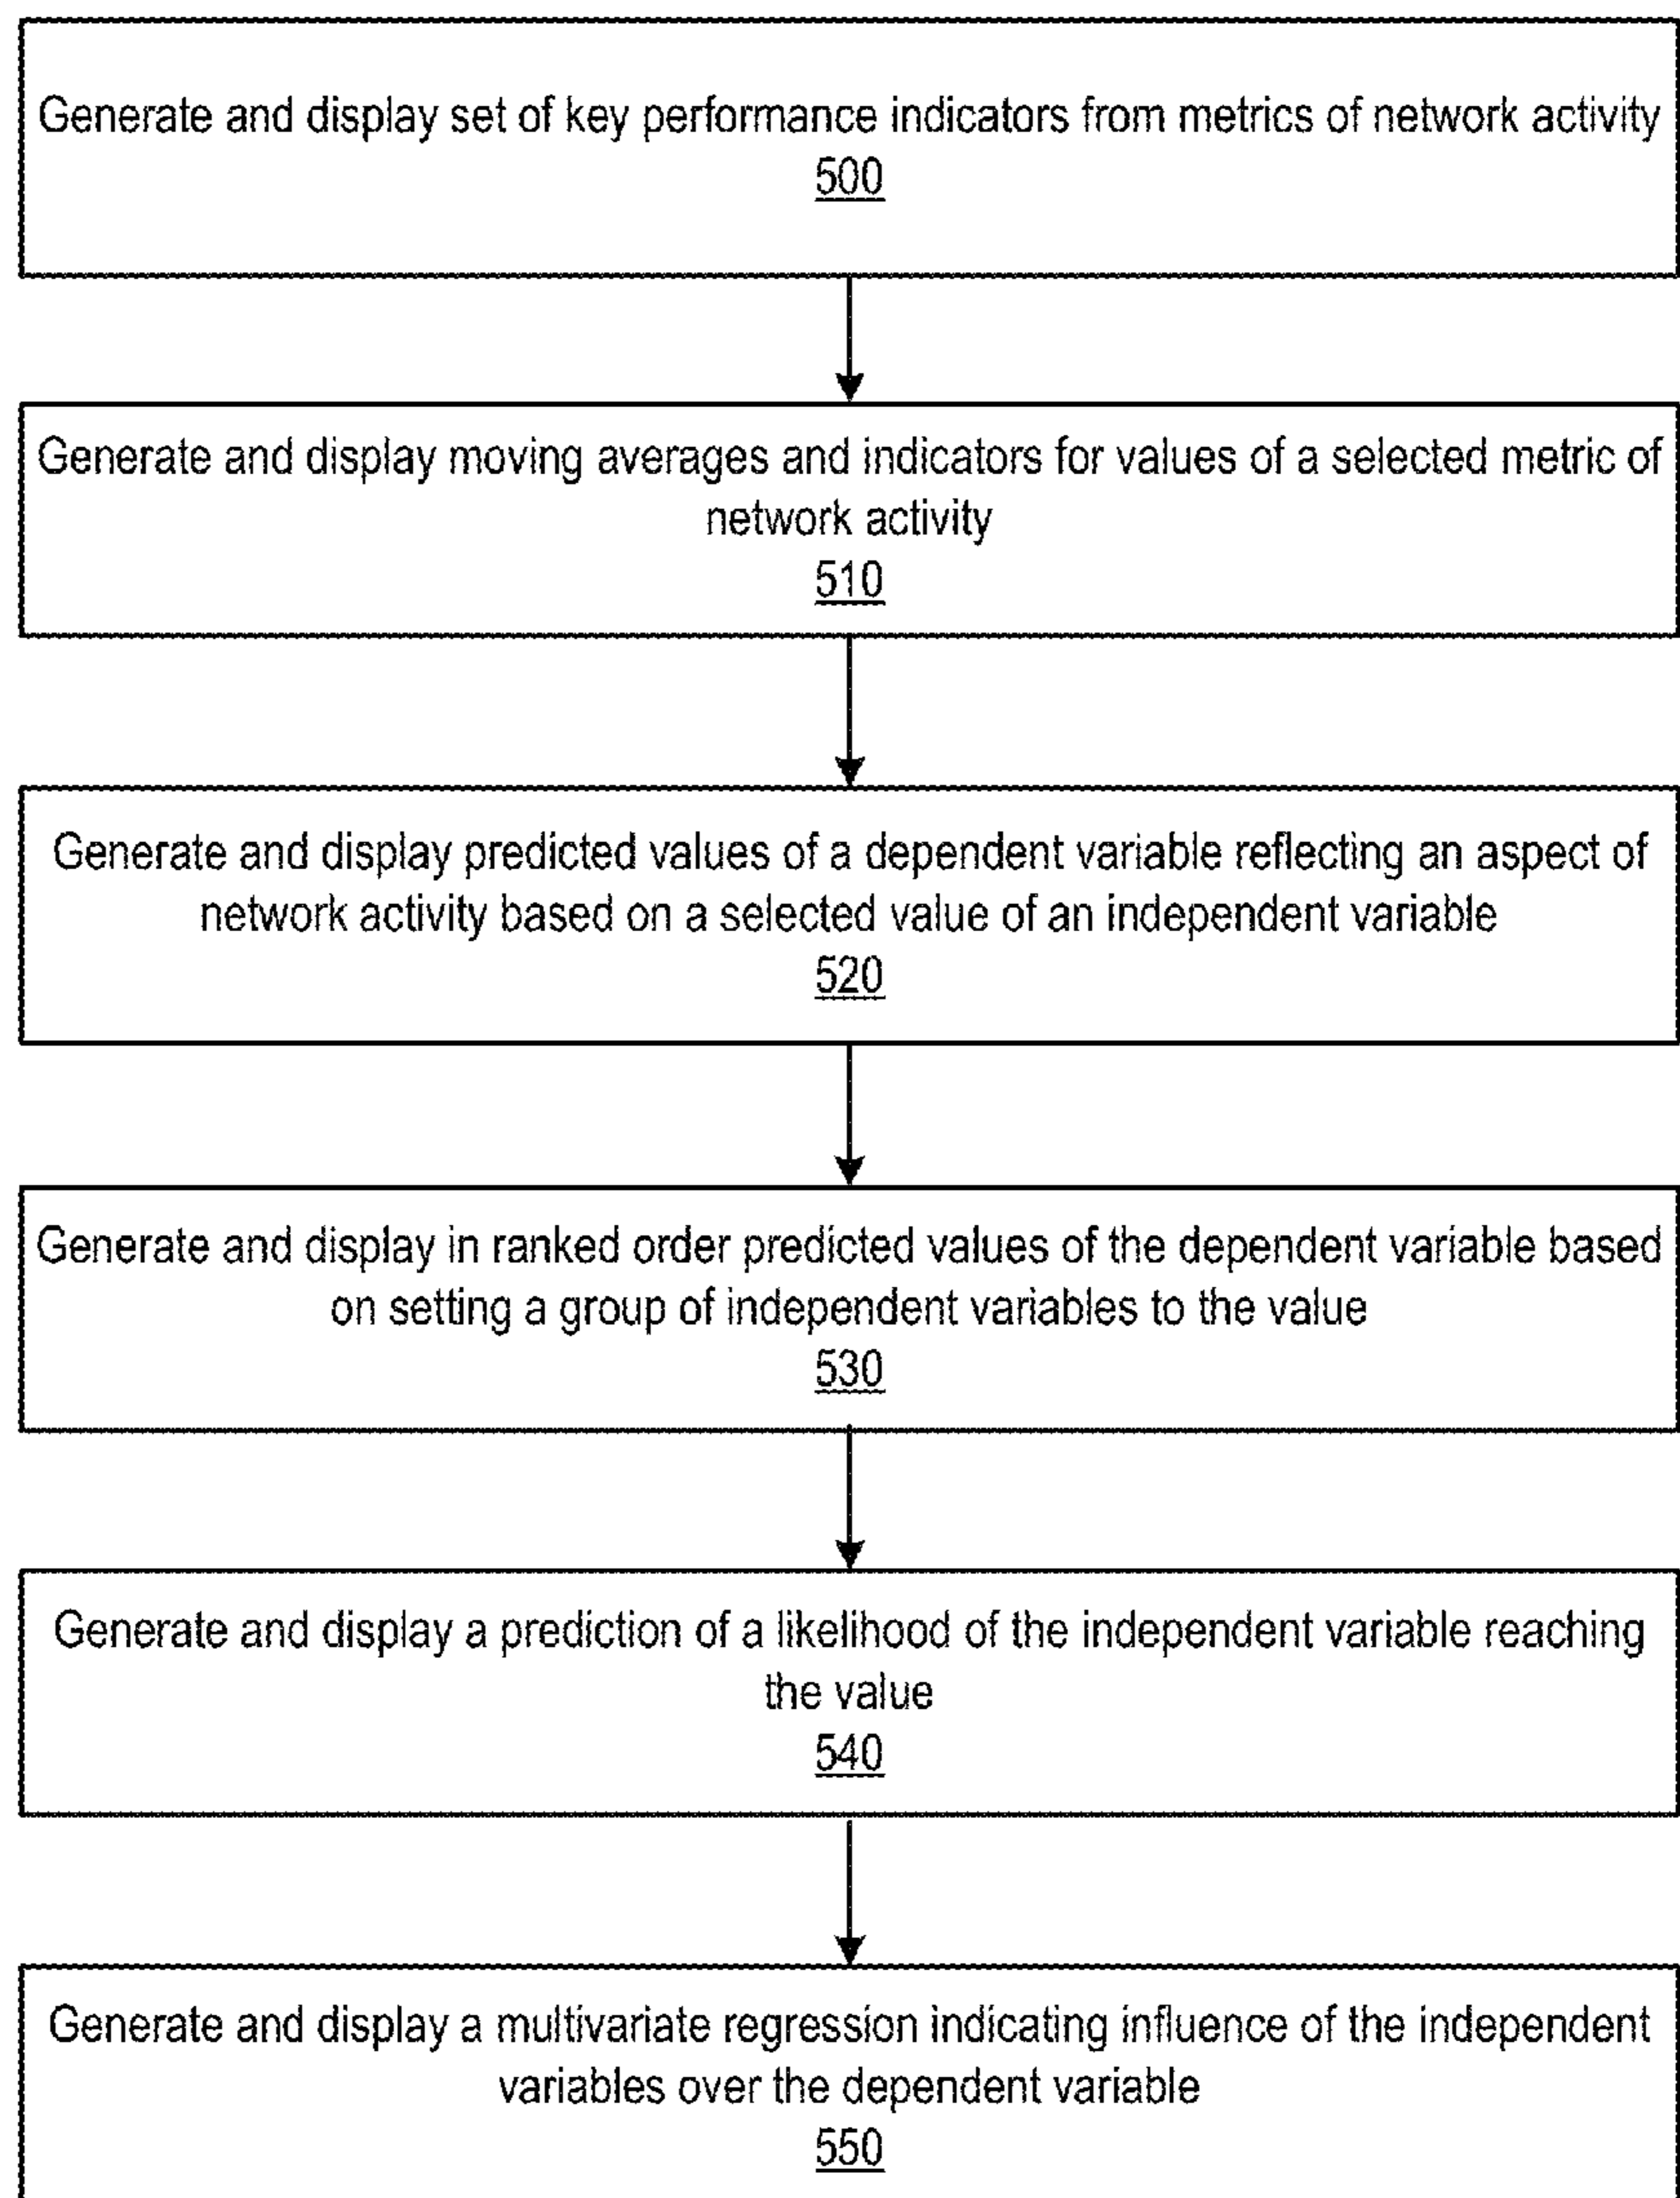 Generate and display set of key performance indicators from metrics of network activity
500
Generate and display moving averages and indicators for values of a selected metric of
network activity
510
Generate and display predicted values of a dependent variable reflecting an aspect of
network activity based on a selected value of an independent variable
520
Generate and display in ranked order predicted values of the dependent variable based
on setting a group of independent variables to the value
530
Generate and display a prediction of a likelihood of the independent variable reaching
the value
540
Generate and display a multivariate regression indicating influence of the independent
variables over the dependent variable
550